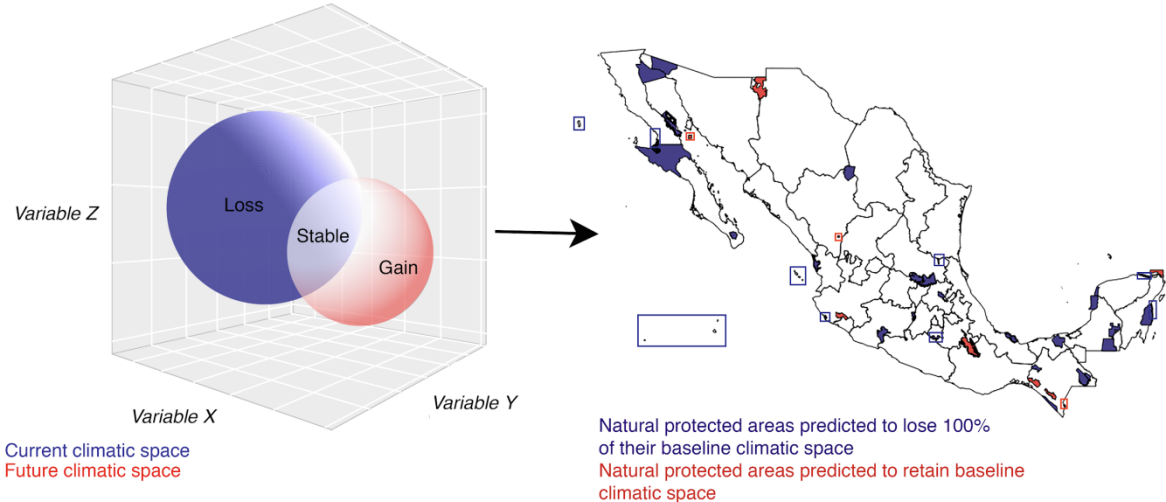 Variable Z
Loss
Stable
Gain
Variable X
Variable Y
Current climatic space
Future climatic space
Natural protected areas predicted to lose 100%
of their baseline climatic space
Natural protected areas predicted to retain baseline
climatic space